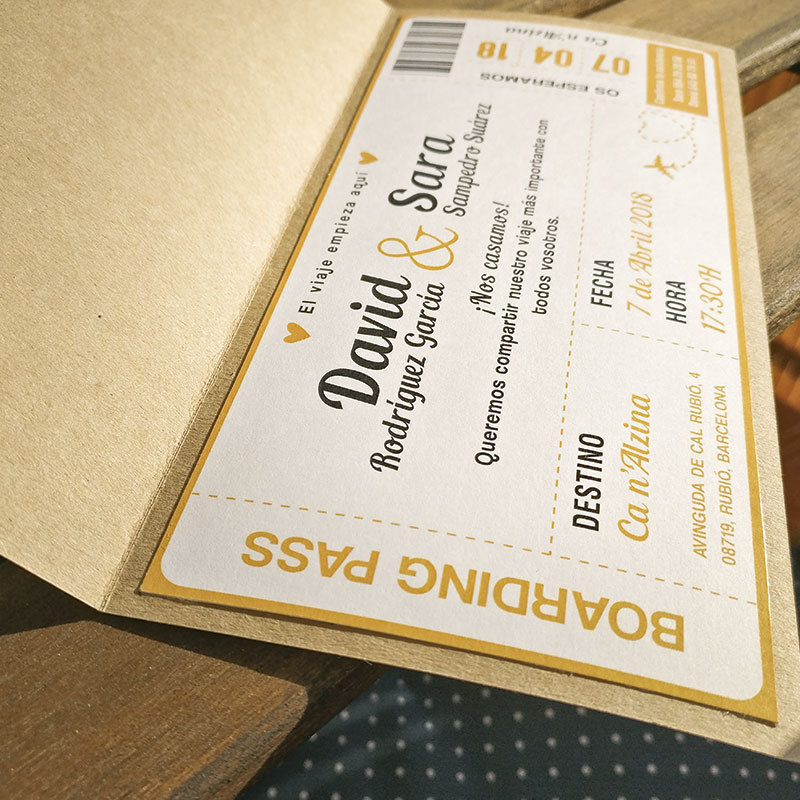 BOARDING PASS
El viaje empieza aquí
David & Sara
Rodríguez García Sampedro Suárez
¡Nos casamos!
Queremos compartir nuestro viaje más importante con
todos vosotros.
DESTINO
Ca n'Alzina
AVINGUDA DE CAL RUBIÓ, 4
08719, RUBIÓ, BARCELONA
FECHA
7 de Abril 2018
HORA
17:30'H
OS ESPERAMOS
07 04 18
Ca n'Alzina